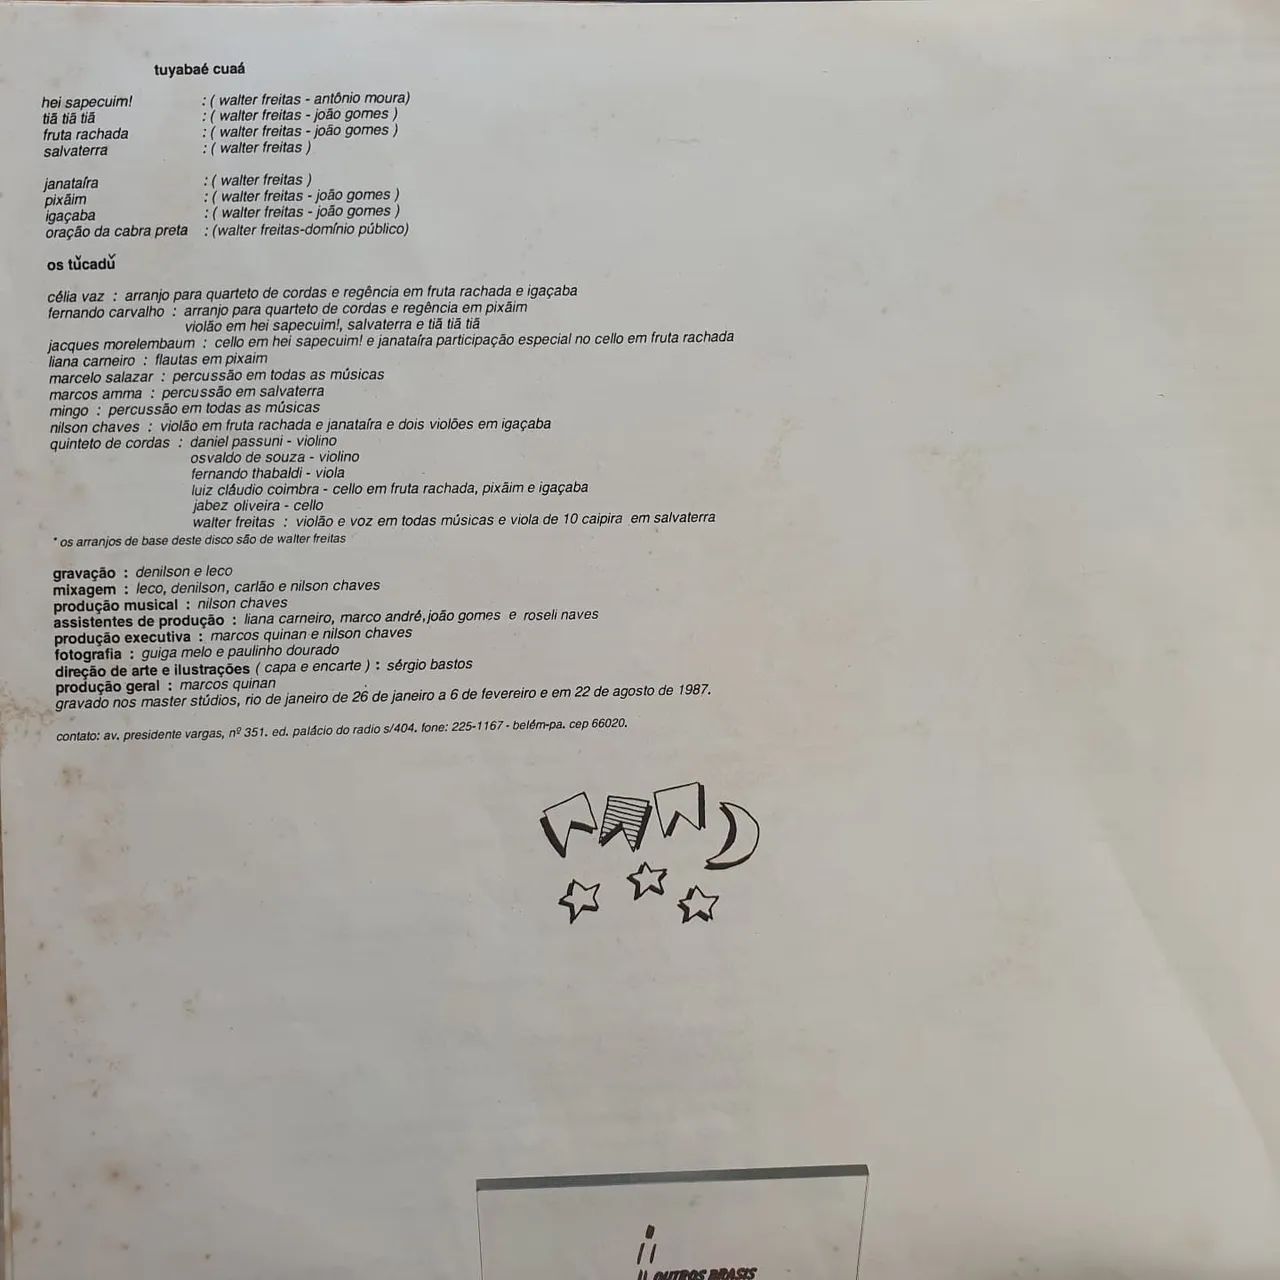 tuyabaé cuaá
hei sapecuim! : ( walter freitas - antônio moura)
tiã tiã tiã : ( walter freitas - joão gomes )
fruta rachada : ( walter freitas - joão gomes )
salvaterra : ( walter freitas )
janataíra : ( walter freitas )
pixãim : ( walter freitas - joão gomes )
igaçaba : ( walter freitas - joão gomes )
oração da cabra preta : (walter freitas-domínio público)
os tǔcadǔ
célia vaz : arranjo para quarteto de cordas e regência em fruta rachada e igaçaba
fernando carvalho : arranjo para quarteto de cordas e regência em pixãim
violão em hei sapecuim!, salvaterra e tiã tiã tiã
jacques morelembaum : cello em hei sapecuim! e janataíra participação especial no cello em fruta rachada
liana carneiro : flautas em pixaim
marcelo salazar : percussão em todas as músicas
marcos amma : percussão em salvaterra
mingo : percussão em todas as músicas
nilson chaves : violão em fruta rachada e janataíra e dois violões em igaçaba
quinteto de cordas : daniel passuni - violino
osvaldo de souza - violino
fernando thabaldi - viola
luiz cláudio coimbra - cello em fruta rachada, pixãim e igaçaba
jabez oliveira - cello
walter freitas : violão e voz em todas músicas e viola de 10 caipira em salvaterra
* os arranjos de base deste disco são de walter freitas
gravação : denilson e leco
mixagem : leco, denilson, carlão e nilson chaves
produção musical : nilson chaves
assistentes de produção : liana carneiro, marco andré,joão gomes e roseli naves
produção executiva : marcos quinan e nilson chaves
fotografia : guiga melo e paulinho dourado
direção de arte e ilustrações ( capa e encarte ) : sérgio bastos
produção geral : marcos quinan
gravado nos master stúdios, rio de janeiro de 26 de janeiro a 6 de fevereiro e em 22 de agosto de 1987.
contato: av. presidente vargas, nº 351. ed. palácio do radio s/404. fone: 225-1167 - belém-pa. cep 66020.
OUTROS BRASIS